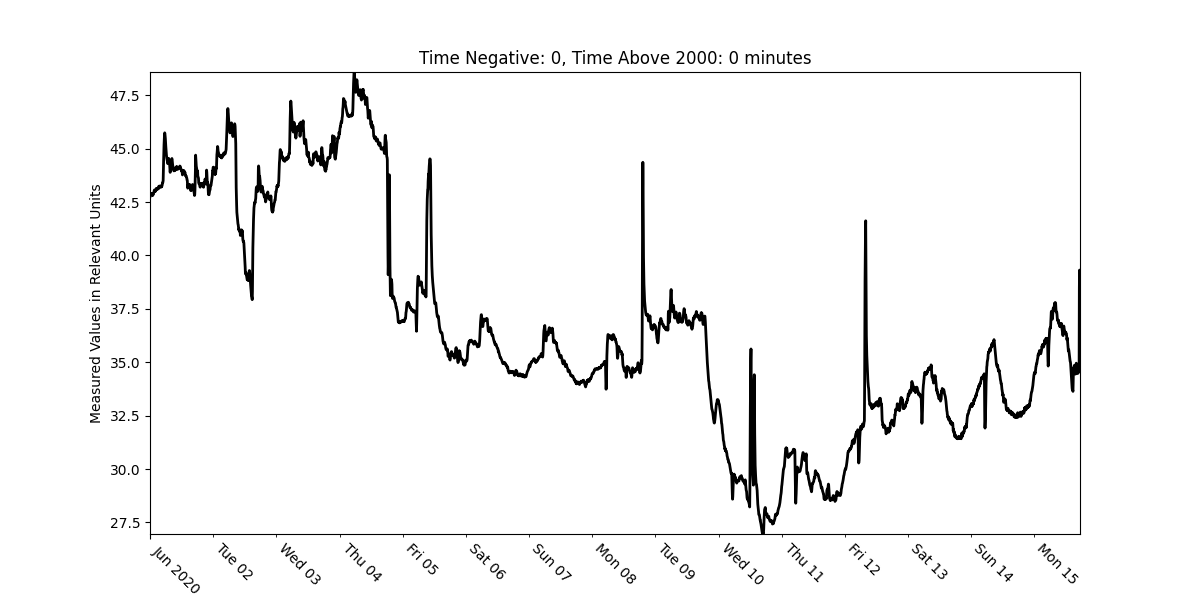 Time Negative: 0, Time Above 2000: 0 minutes
Measured Values in Relevant Units
47.5
45.0
42.5
40.0
37.5
35.0
32.5
30.0
27.5
Jun 2020
Tue 02
Wed 03
Thu 04
Fri 05
Sat 06
Sun 07
Mon 08
Tue 09
Wed 10
Thu 11
Fri 12
Sat 13
Sun 14
Mon 15